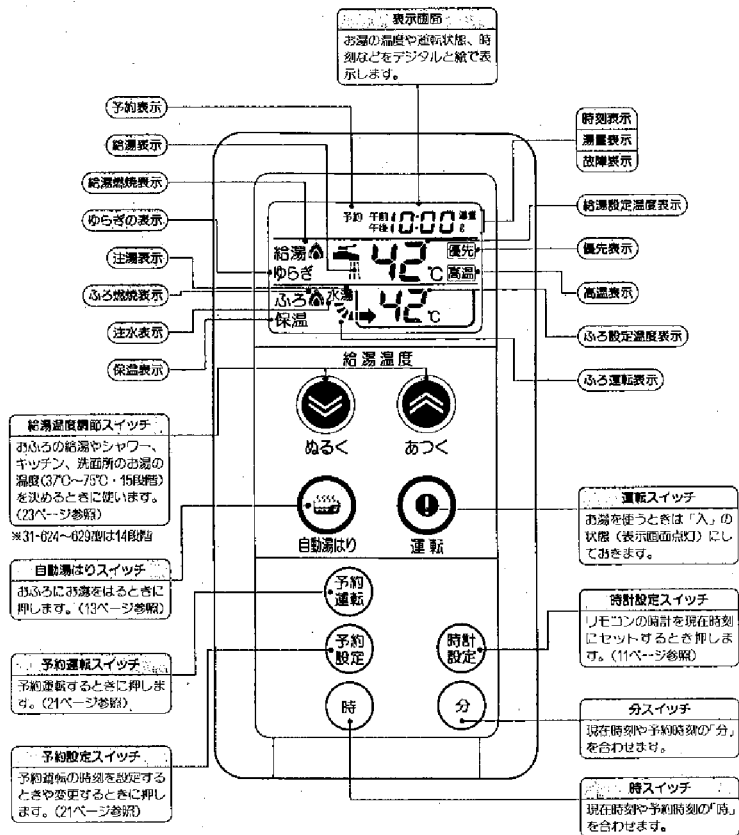 表示画面
お湯の温度や運転状態、時
刻などをデジタルと絵で表
示します。
予約表示
給湯表示
給湯燃焼表示
ゆらぎの表示
注湯表示
ふろ燃焼表示
注水表示
保温表示
時刻表示
湯量表示
故障表示
給湯設定温度表示
優先表示
高温表示
ふろ設定温度表示
ふろ運転表示
予約 午前 午後 10:00 湯量 ℓ
給湯 42℃ 優先
ゆらぎ 高温
ふろ 水湯 42℃
保温
給湯温度
ぬるく あつく
自動湯はり 運転
予約
運転
予約
設定
時計
設定
時 分
給湯温度調節スイッチ
おふろの給湯やシャワー、
キッチン、洗面所のお湯の
温度(37℃〜75℃・15段階)
を決めるときに使います。
(23ページ参照)
※31-624〜629型は14段階
自動湯はりスイッチ
おふろにお湯をはるときに
押します。(13ページ参照)
予約運転スイッチ
予約運転するときに押しま
す。(21ページ参照)
予約設定スイッチ
予約運転の時刻を設定する
ときや変更するときに押し
ます。(21ページ参照)
運転スイッチ
お湯を使うときは「入」の
状態(表示画面点灯)にし
ておきます。
時計設定スイッチ
リモコンの時計を現在時刻
にセットするとき押しま
す。(11ページ参照)
分スイッチ
現在時刻や予約時刻の「分」
を合わせます。
時スイッチ
現在時刻や予約時刻の「時」
を合わせます。